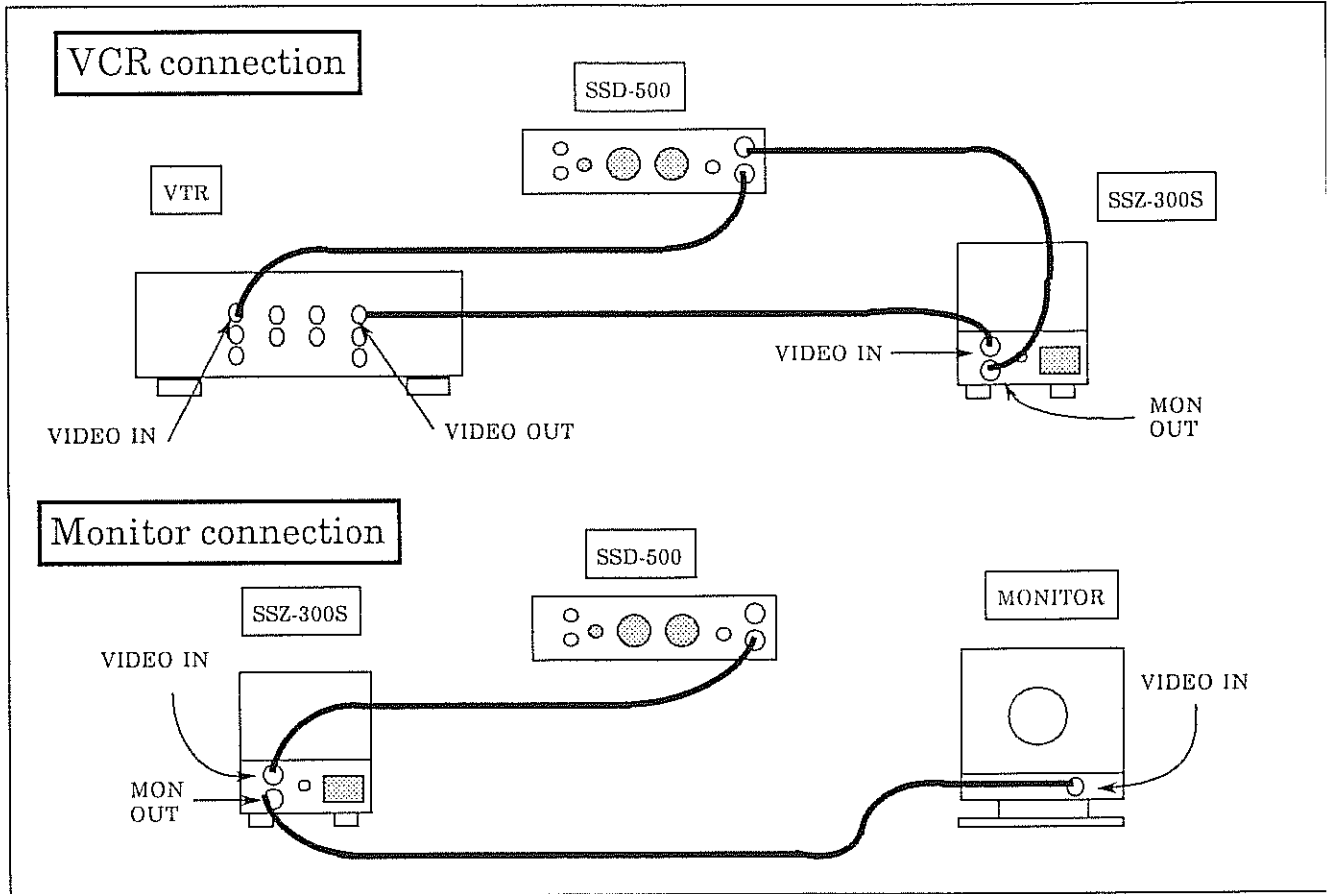 VCR connection
SSD-500
VTR
SSZ-300S
VIDEO IN
MON
OUT
VIDEO IN
VIDEO OUT
Monitor connection
SSD-500
SSZ-300S
MONITOR
VIDEO IN
VIDEO IN
MON
OUT